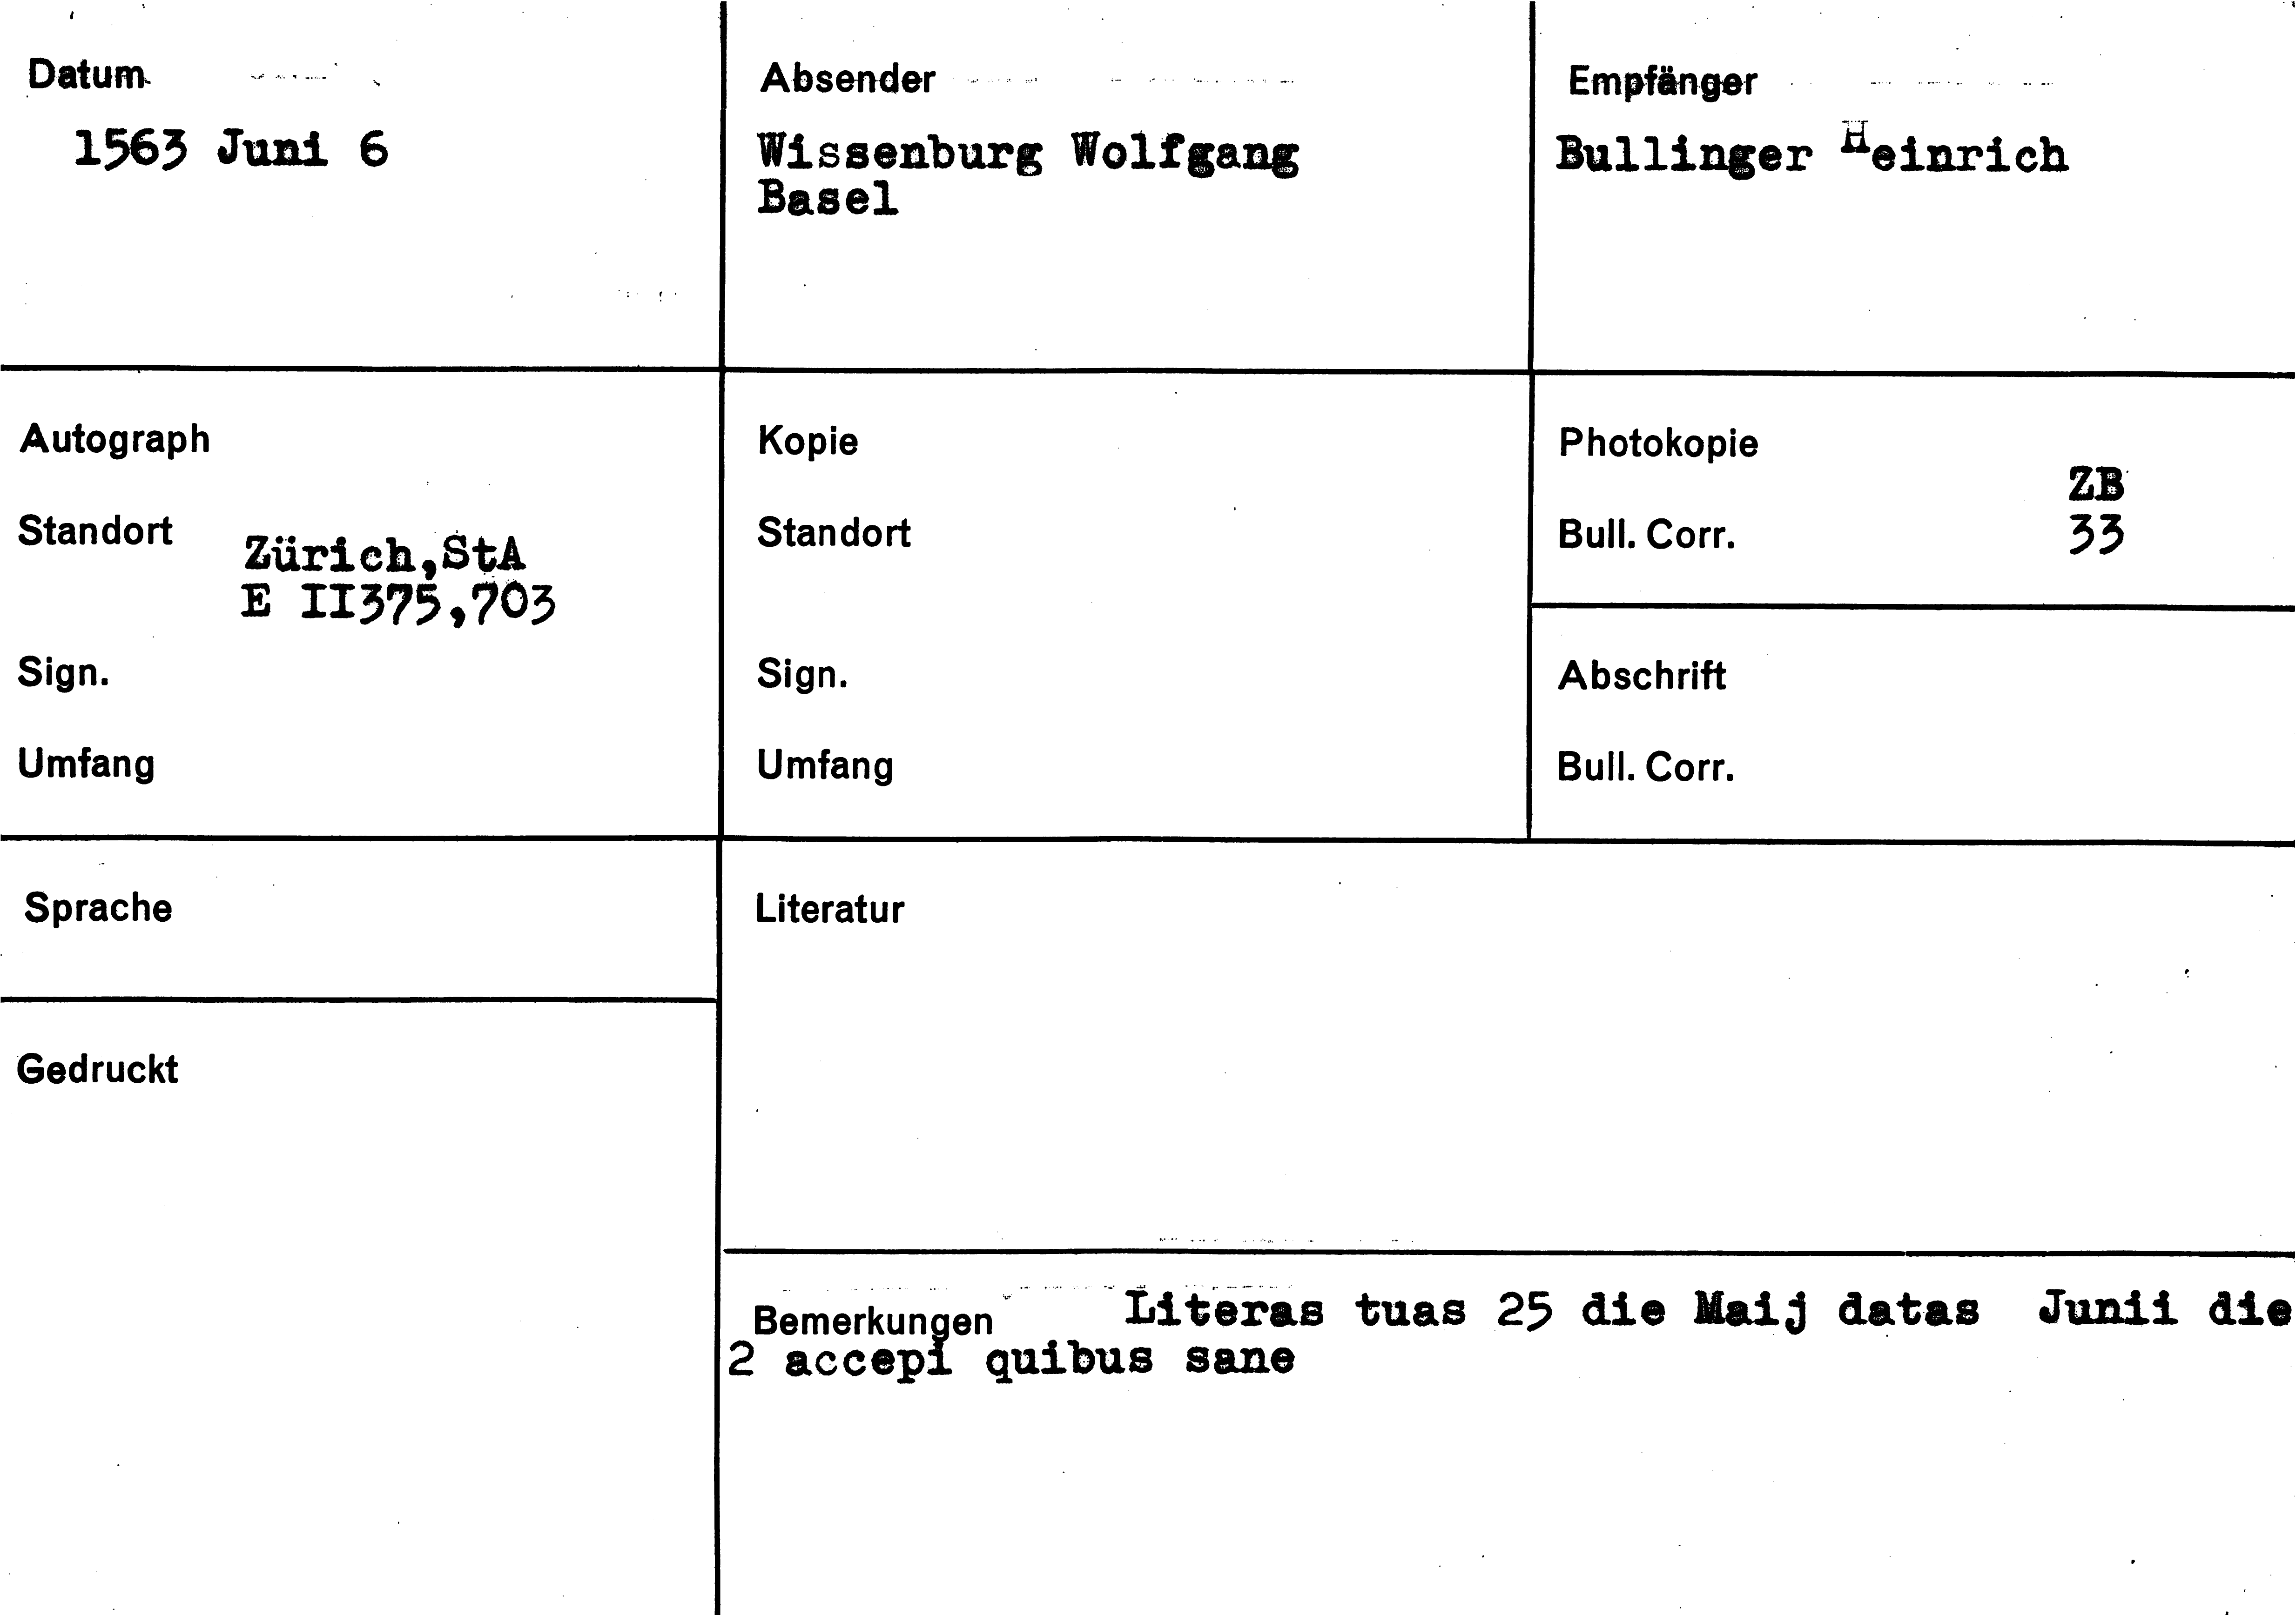 Datum
1563 Juni 6
Absender
Wissenburg Wolfgang
Basel
Empfänger
Bullinger Heinrich
Autograph
Standort
Zürich,StA
E II375,703
Sign.
Umfang
Kopie
Standort
Sign.
Umfang
Photokopie
ZB
Bull. Corr. 33
Abschrift
Bull. Corr.
Sprache
Literatur
Gedruckt
Bemerkungen Literas tuas 25 die Maij datas Junii die
2 accepi quibus sane